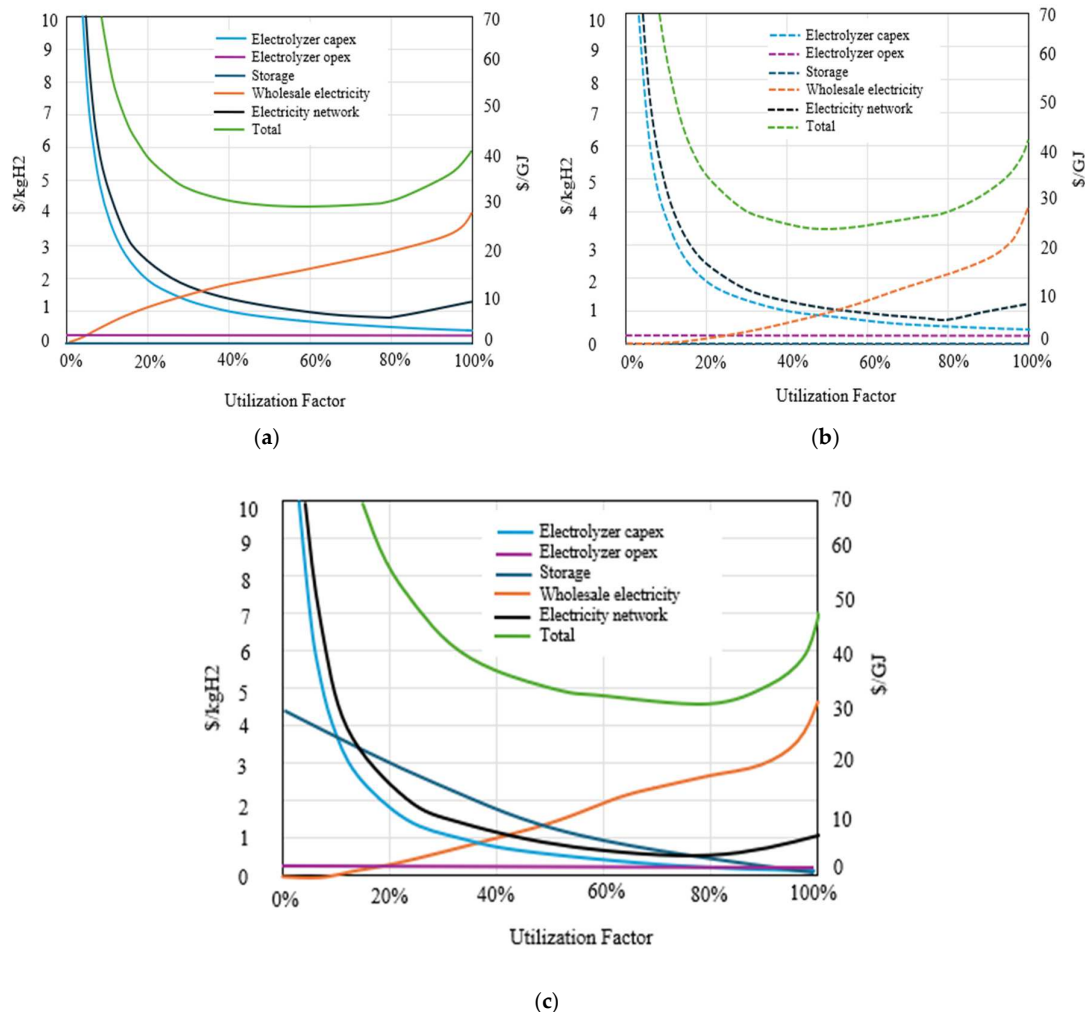 10
9
8
7
6
5
4
3
2
1
0
$/kgH2
70
60
50
40
30
20
10
0
$/GJ
Electrolyzer capex
Electrolyzer opex
Storage
Wholesale electricity
Electricity network
Total
0% 20% 40% 60% 80% 100%
Utilization Factor
(a)
10
9
8
7
6
5
4
3
2
1
0
$/kgH2
70
60
50
40
30
20
10
0
$/GJ
Electrolyzer capex
Electrolyzer opex
Storage
Wholesale electricity
Electricity network
Total
0% 20% 40% 60% 80% 100%
Utilization Factor
(b)
10
9
8
7
6
5
4
3
2
1
0
$/kgH2
70
60
50
40
30
20
10
0
$/GJ
Electrolyzer capex
Electrolyzer opex
Storage
Wholesale electricity
Electricity network
Total
0% 20% 40% 60% 80% 100%
Utilization Factor
(c)